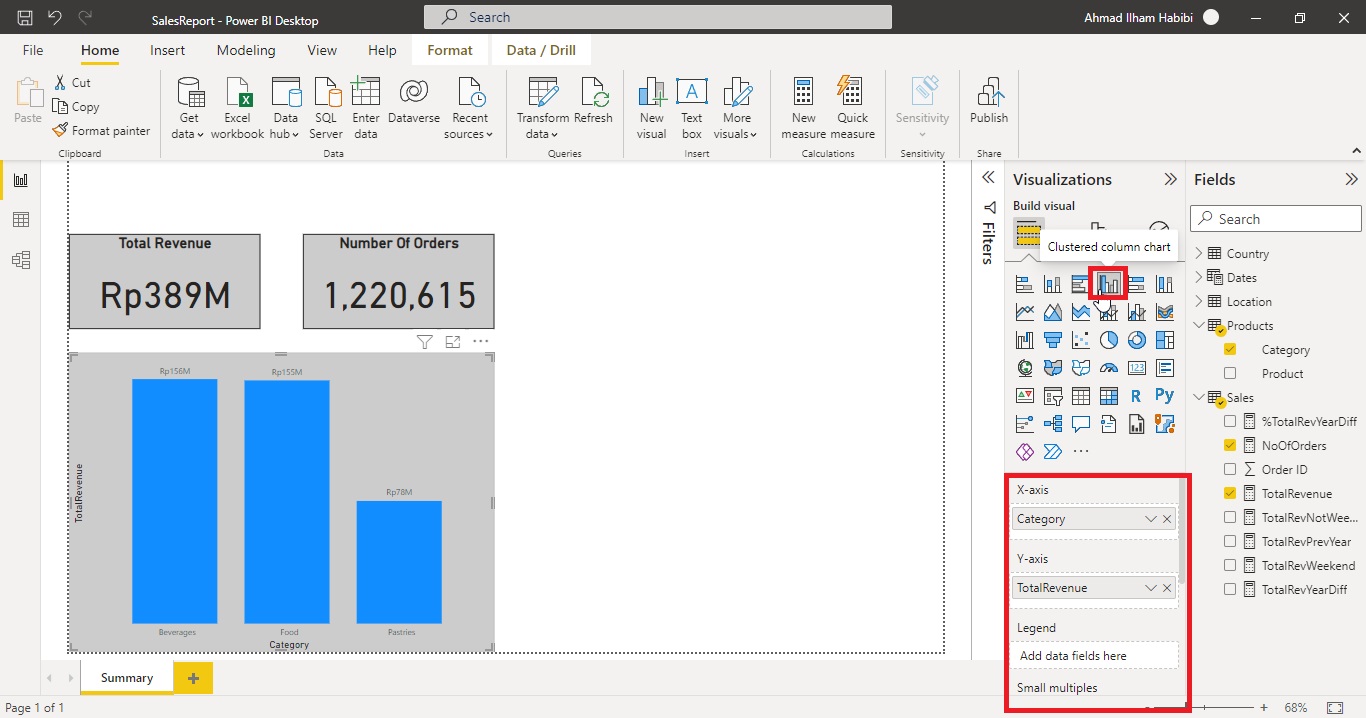 SalesReport - Power BI Desktop
Search
Ahmad Ilham Habibi
File Home Insert Modeling View Help Format Data / Drill
Paste
Cut
Copy
Format painter
Clipboard
Get data
Excel workbook
Data hub
SQL Server
Enter data
Dataverse
Recent sources
Data
Transform data
Refresh
Queries
New visual
Text box
More visuals
Insert
New measure
Quick measure
Calculations
Sensitivity
Sensitivity
Publish
Share
Total Revenue
Rp389M
Number Of Orders
1,220,615
Rp156M
Rp155M
Rp78M
TotalRevenue
Beverages
Food
Pastries
Category
Filters
Visualizations
Build visual
Clustered column chart
123
R
Py
X-axis
Category
Y-axis
TotalRevenue
Legend
Add data fields here
Small multiples
Fields
Search
Country
Dates
Location
Products
Category
Product
Sales
%TotalRevYearDiff
NoOfOrders
Order ID
TotalRevenue
TotalRevNotWee...
TotalRevPrevYear
TotalRevWeekend
TotalRevYearDiff
Summary
Page 1 of 1
68%